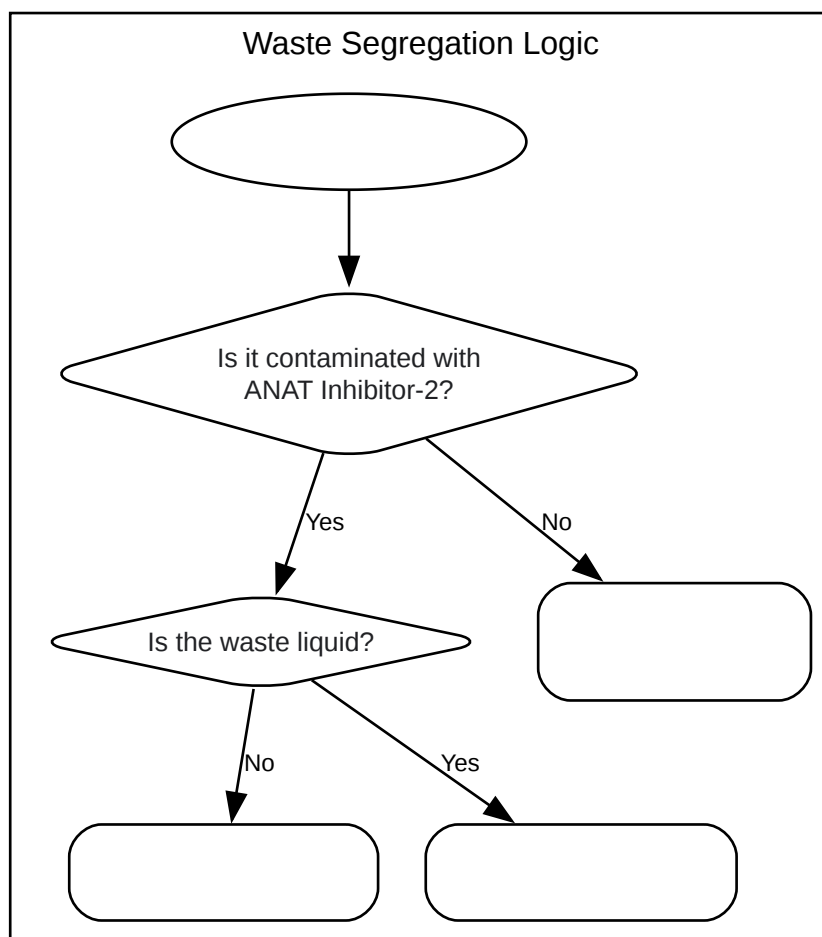 Waste Segregation Logic
Is it contaminated with
ANAT Inhibitor-2?
Yes
No
Is the waste liquid?
No
Yes